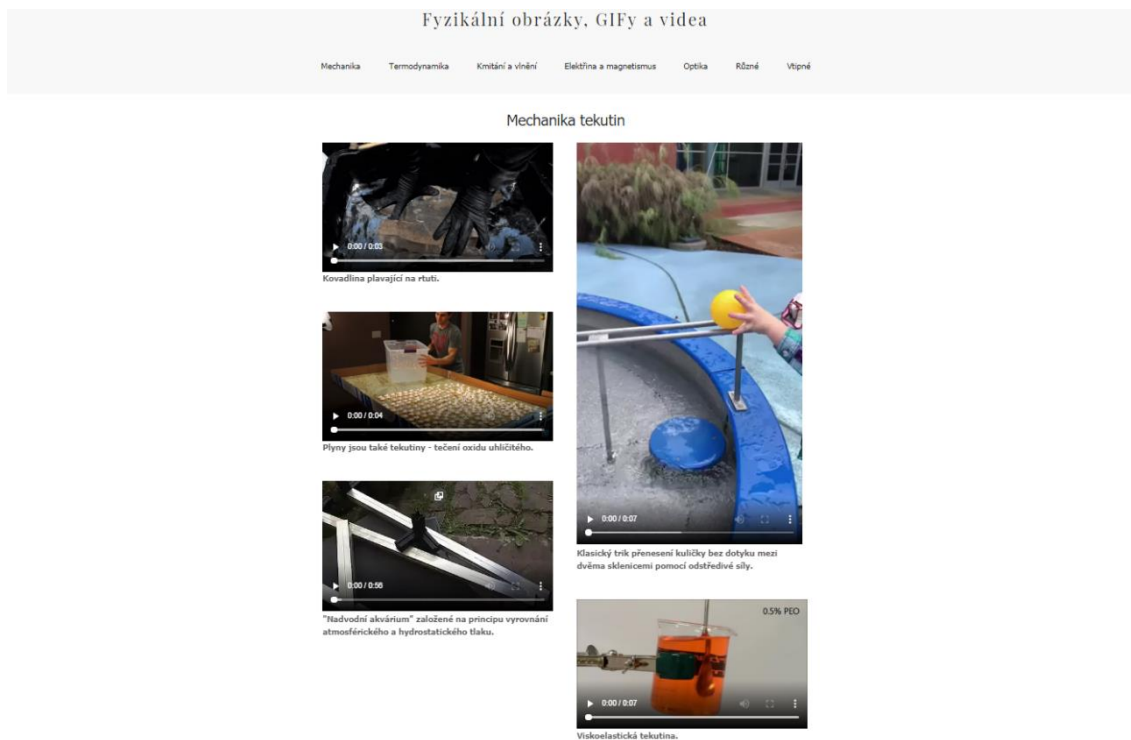 Fyzikální obrázky, GIFy a videa
Mechanika Termodynamika Kmitání a vlnění Elektřina a magnetismus Optika Různé Vtipné
Mechanika tekutin
0:00 / 0:03
Kovadlina plavající na rtuti.
0:00 / 0:04
Plyny jsou také tekutiny - tečení oxidu uhličitého.
0:00 / 0:56
"Nadvodní akvárium" založené na principu vyrovnání
atmosférického a hydrostatického tlaku.
0:00 / 0:07
Klasický trik přenesení kuličky bez dotyku mezi
dvěma sklenicemi pomocí odstředivé síly.
0.5% PEO
0:00 / 0:07
Viskoelastická tekutina.